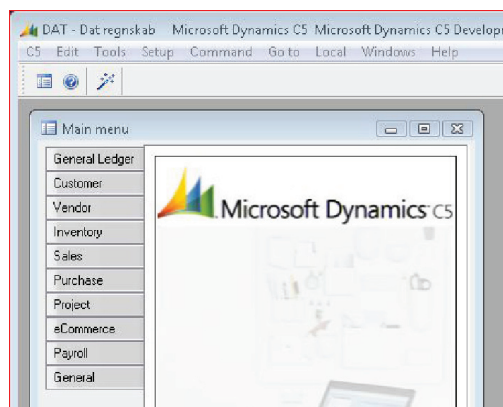 DAT - Dat regnskab Microsoft Dynamics C5 Microsoft Dynamics C5 Develop
C5 Edit Tools Setup Command Go to Local Windows Help
Main menu
General Ledger
Customer
Vendor
Inventory
Sales
Purchase
Project
eCommerce
Payroll
General
Microsoft Dynamics C5